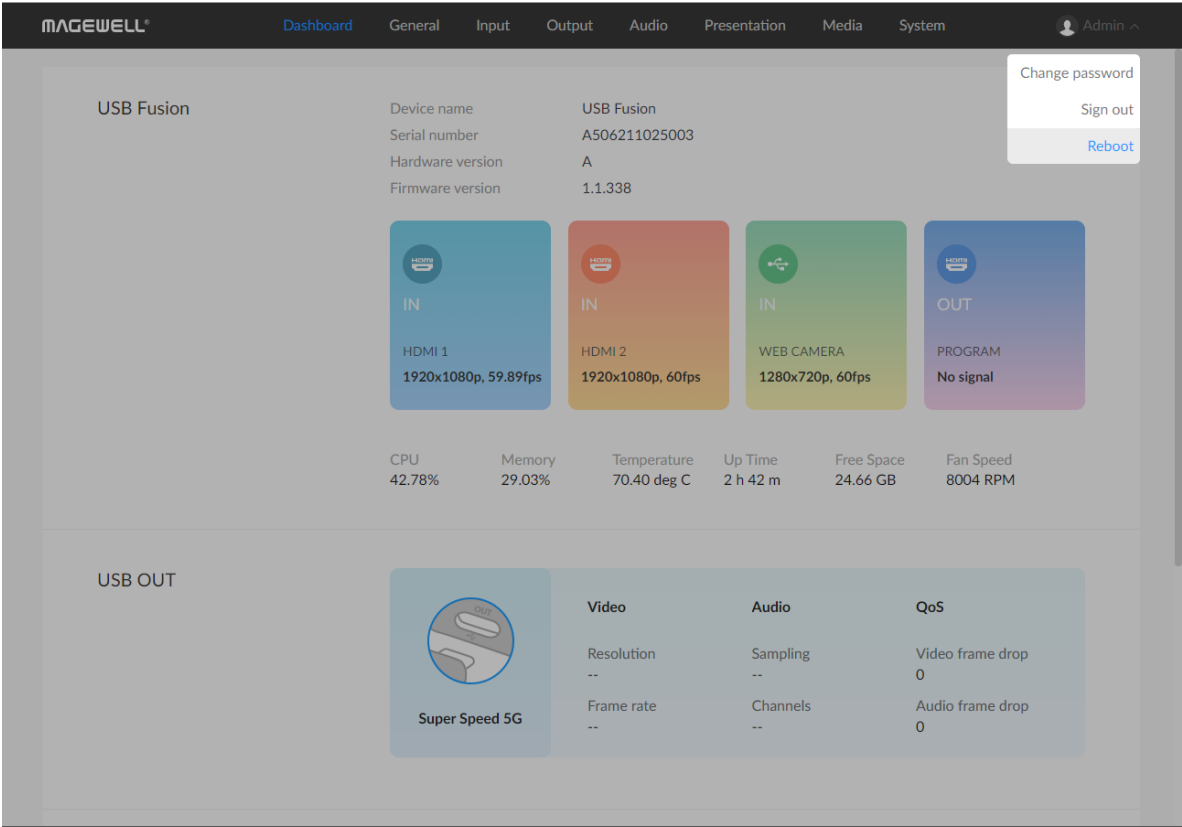 MAGEWELL®
Dashboard General Input Output Audio Presentation Media System Admin
Change password
Sign out
Reboot
USB Fusion
Device name USB Fusion
Serial number A506211025003
Hardware version A
Firmware version 1.1.338
HDMI HDMI HDMI
IN IN IN OUT
HDMI 1 HDMI 2 WEB CAMERA PROGRAM
1920x1080p, 59.89fps 1920x1080p, 60fps 1280x720p, 60fps No signal
CPU Memory Temperature Up Time Free Space Fan Speed
42.78% 29.03% 70.40 deg C 2 h 42 m 24.66 GB 8004 RPM
USB OUT
OUT
Super Speed 5G
Video Audio QoS
Resolution Sampling Video frame drop
-- -- 0
Frame rate Channels Audio frame drop
-- -- 0